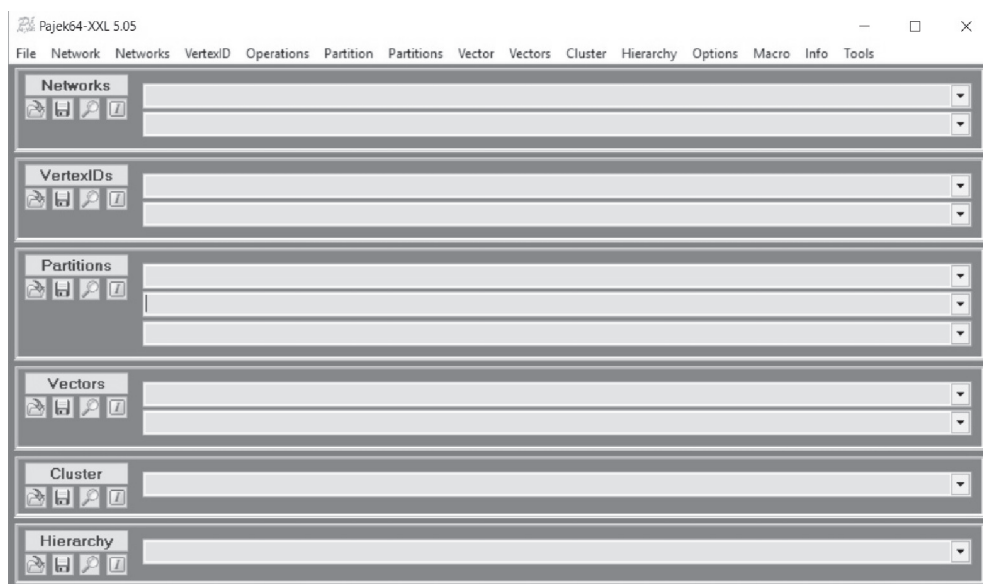 Pajek64-XXL 5.05
File Network Networks VertexID Operations Partition Partitions Vector Vectors Cluster Hierarchy Options Macro Info Tools
Networks
VertexIDs
Partitions
Vectors
Cluster
Hierarchy